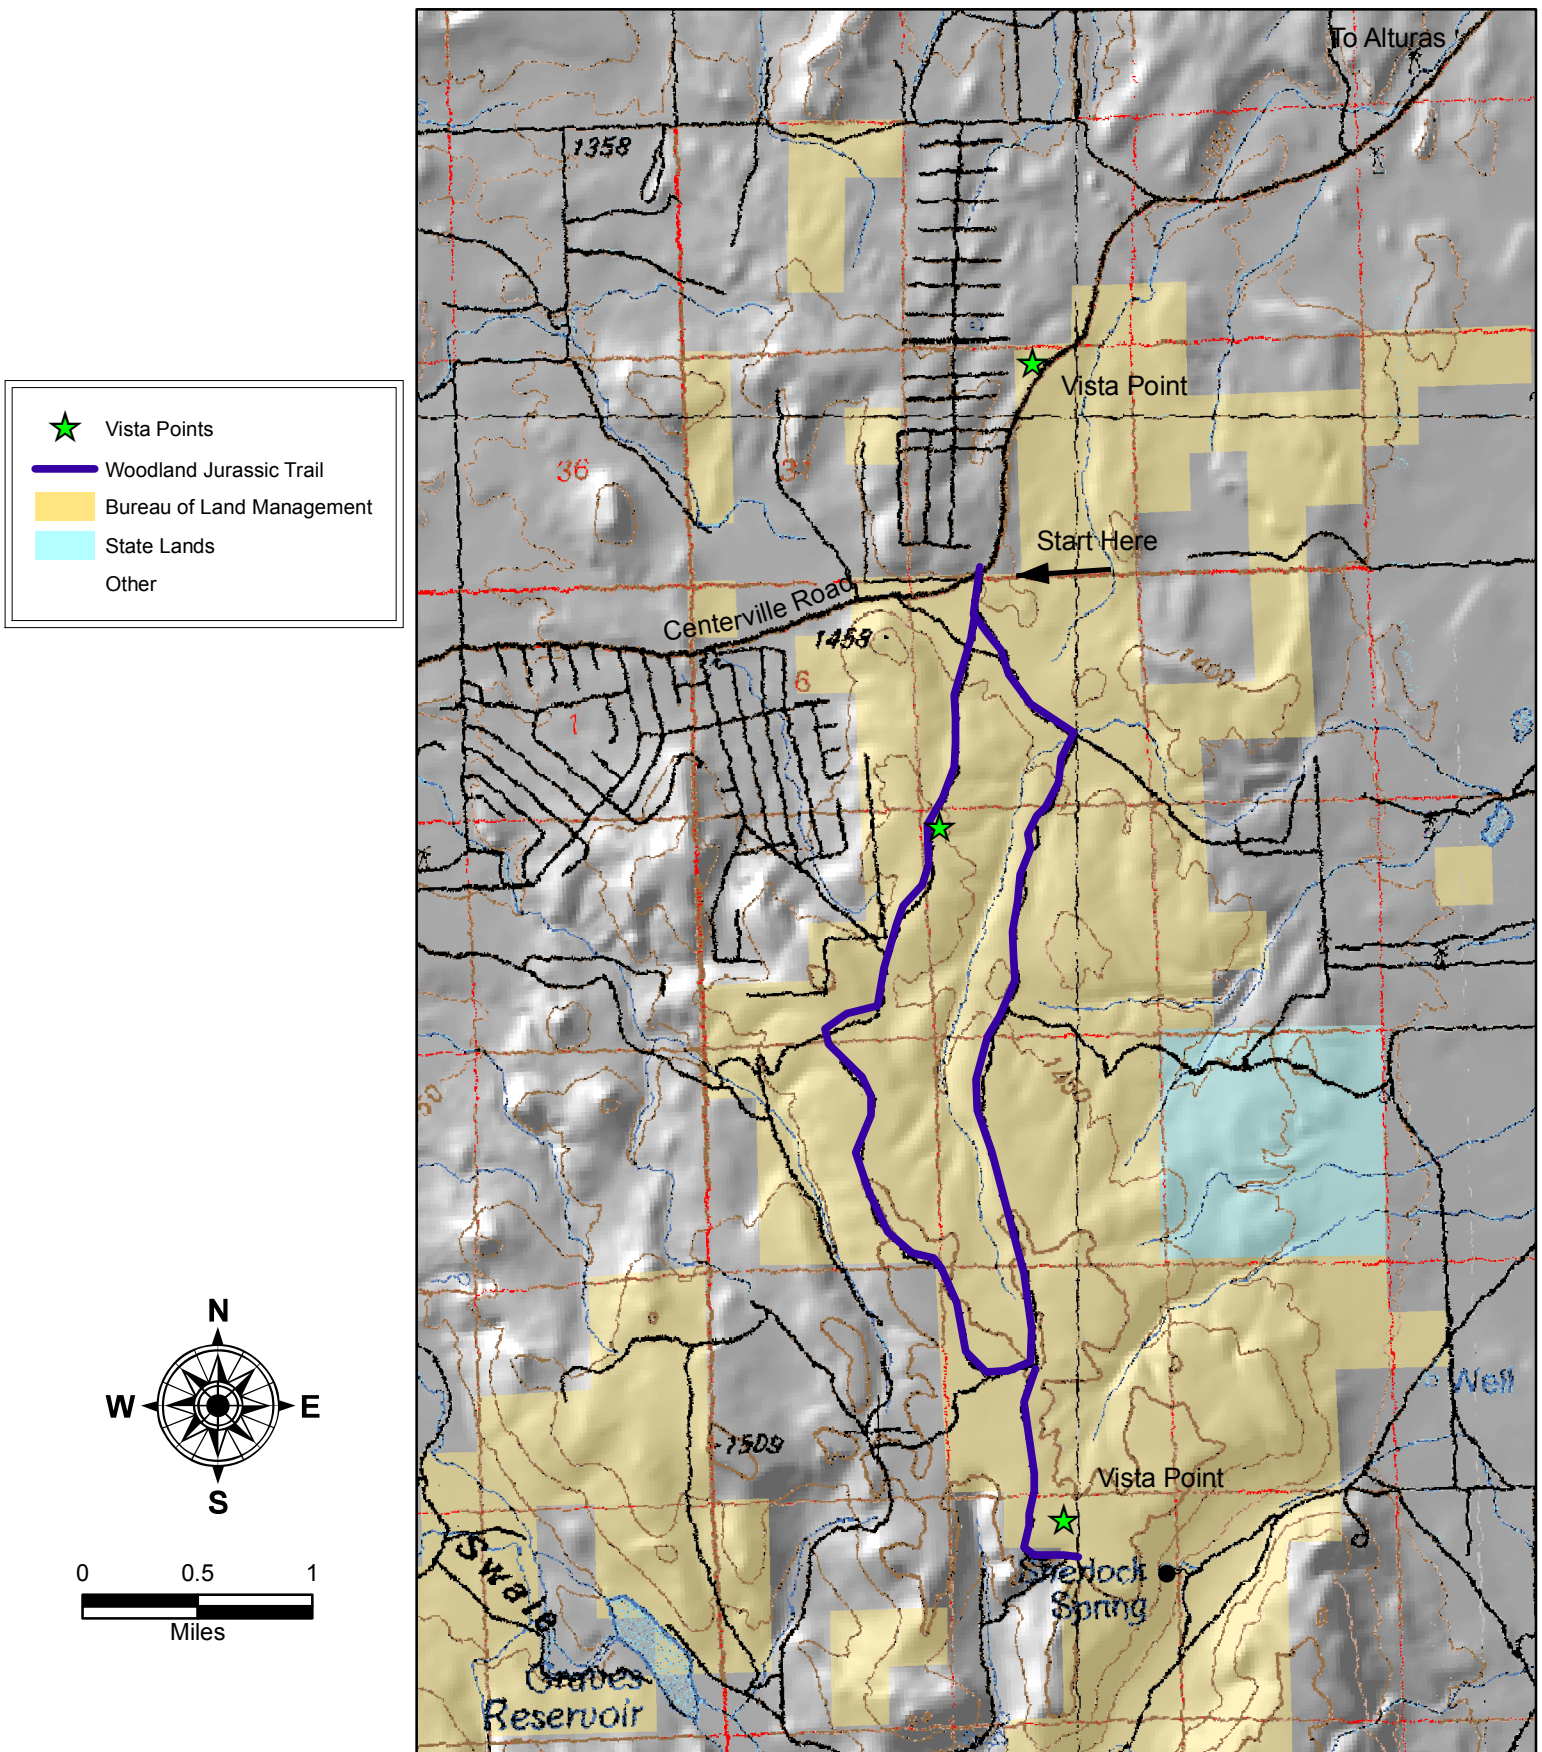 To Alturas
1358
Vista Point
Vista Points
Woodland Jurassic Trail
Bureau of Land Management
State Lands
Other
36
31
Start Here
Centerville Road
1458
6
1400
1
1450
N
W
E
S
Well
1509
Vista Point
0 0.5 1
Miles
Swale
Sherlock
Spring
Graves
Reservoir